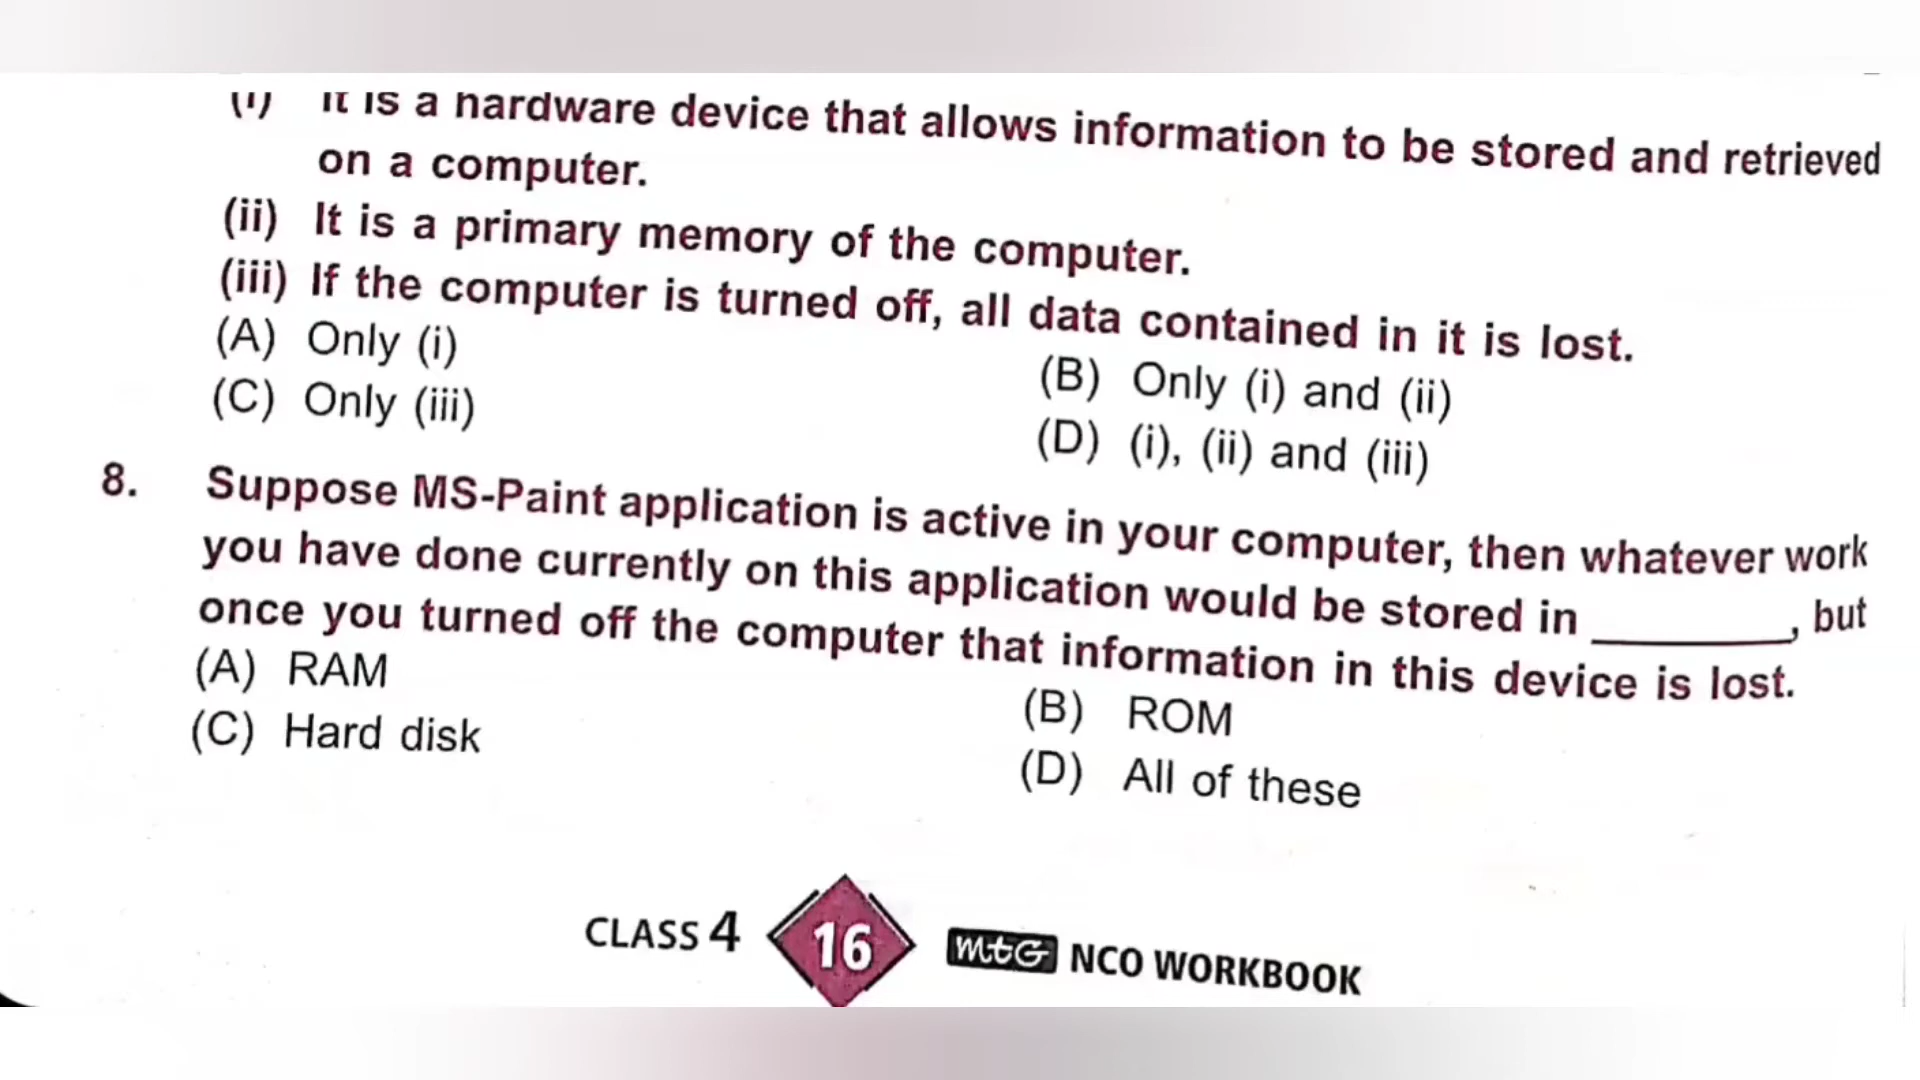 (i) It is a hardware device that allows information to be stored and retrieved
on a computer.
(ii) It is a primary memory of the computer.
(iii) If the computer is turned off, all data contained in it is lost.
(A) Only (i)
(B) Only (i) and (ii)
(C) Only (iii)
(D) (i), (ii) and (iii)
8. Suppose MS-Paint application is active in your computer, then whatever work
you have done currently on this application would be stored in ________, but
once you turned off the computer that information in this device is lost.
(A) RAM
(B) ROM
(C) Hard disk
(D) All of these
CLASS 4 16 mtG NCO WORKBOOK